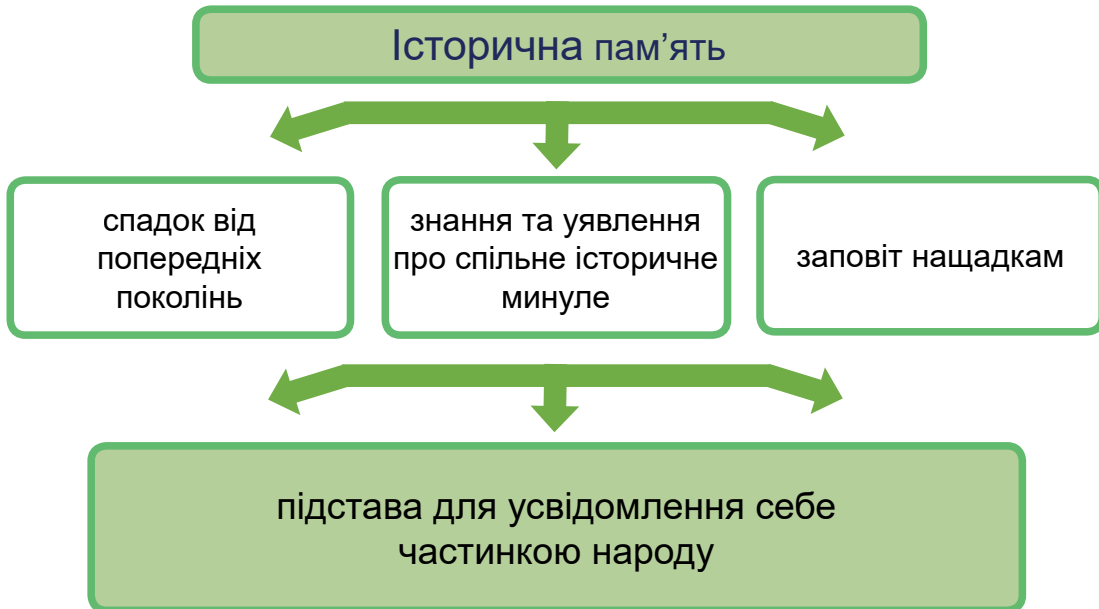 Історична пам’ять
спадок від
попередніх
поколінь
знання та уявлення
про спільне історичне
минуле
заповіт нащадкам
підстава для усвідомлення себе
частинкою народу